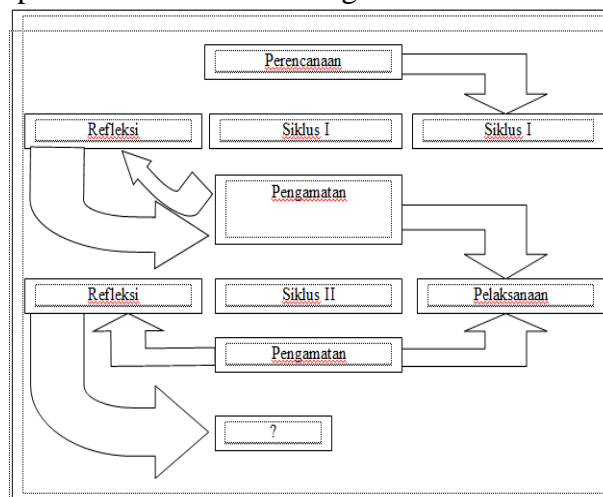 Perencanaan
Refleksi
Siklus I
Siklus I
Pengamatan
Refleksi
Siklus II
Pelaksanaan
Pengamatan
?